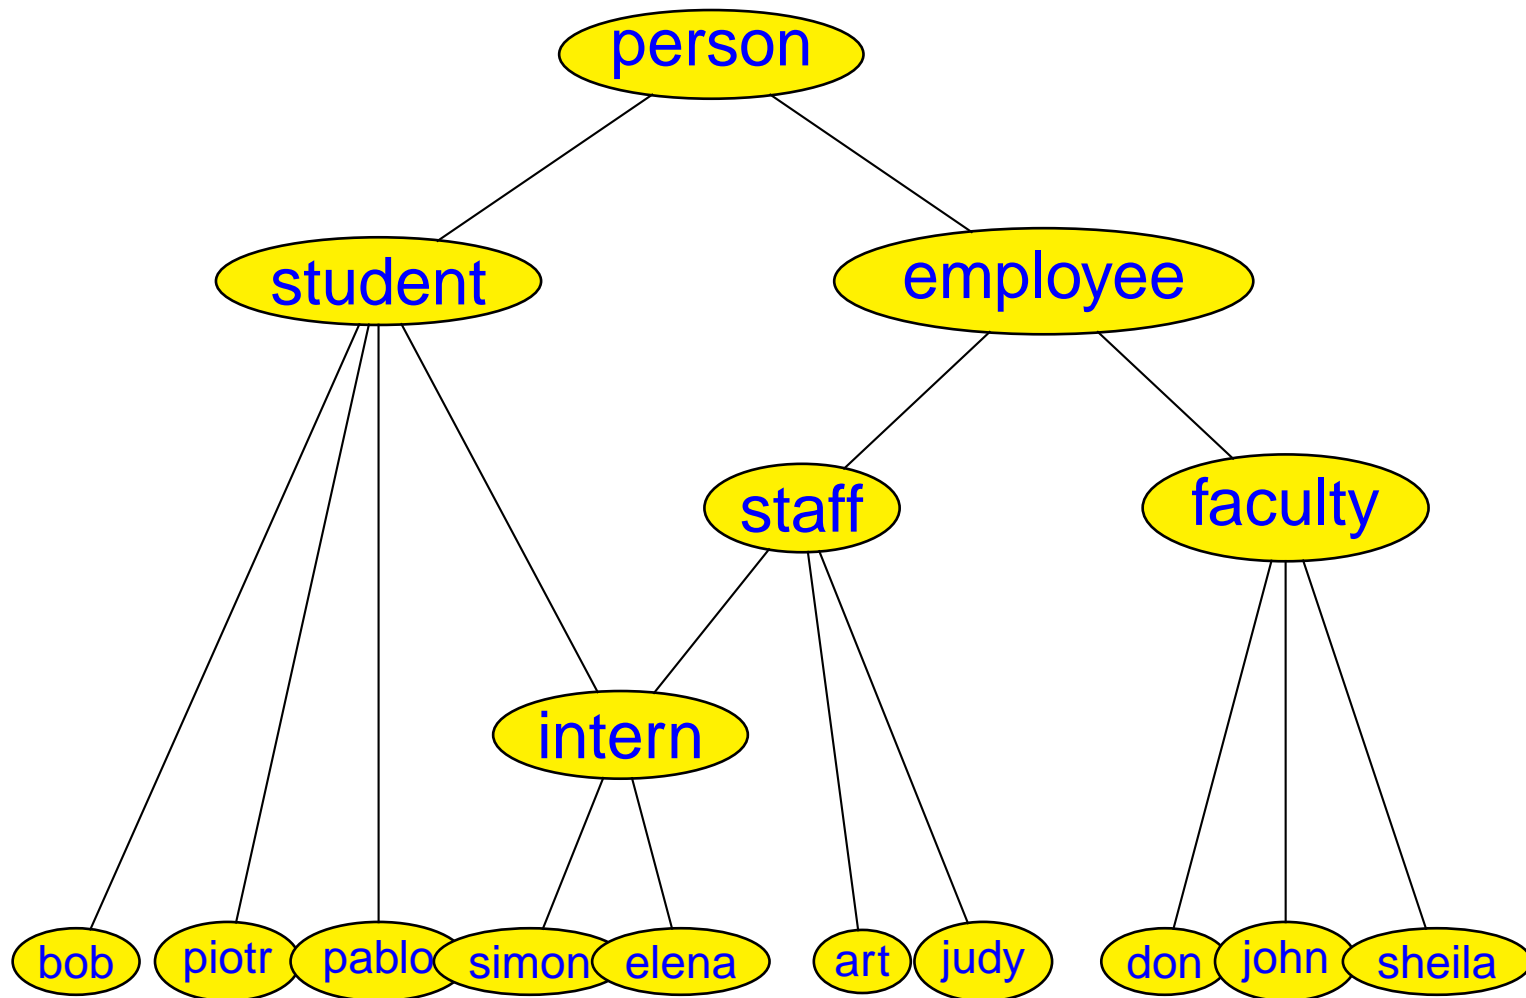 person
student
employee
staff
faculty
intern
bob
piotr
pablo
simon
elena
art
judy
don
john
sheila